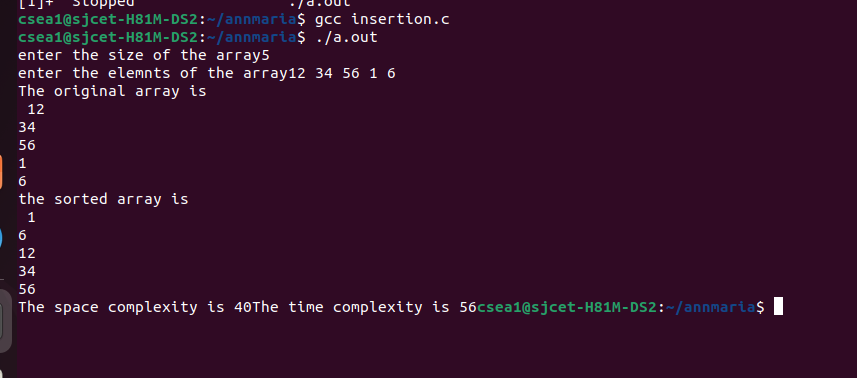 [1]+  Stopped                 ./a.out
csea1@sjcet-H81M-DS2:~/annmaria$ gcc insertion.c
csea1@sjcet-H81M-DS2:~/annmaria$ ./a.out
enter the size of the array5
enter the elemnts of the array12 34 56 1 6
The original array is
 12
34
56
1
6
the sorted array is
 1
6
12
34
56
The space complexity is 40The time complexity is 56csea1@sjcet-H81M-DS2:~/annmaria$